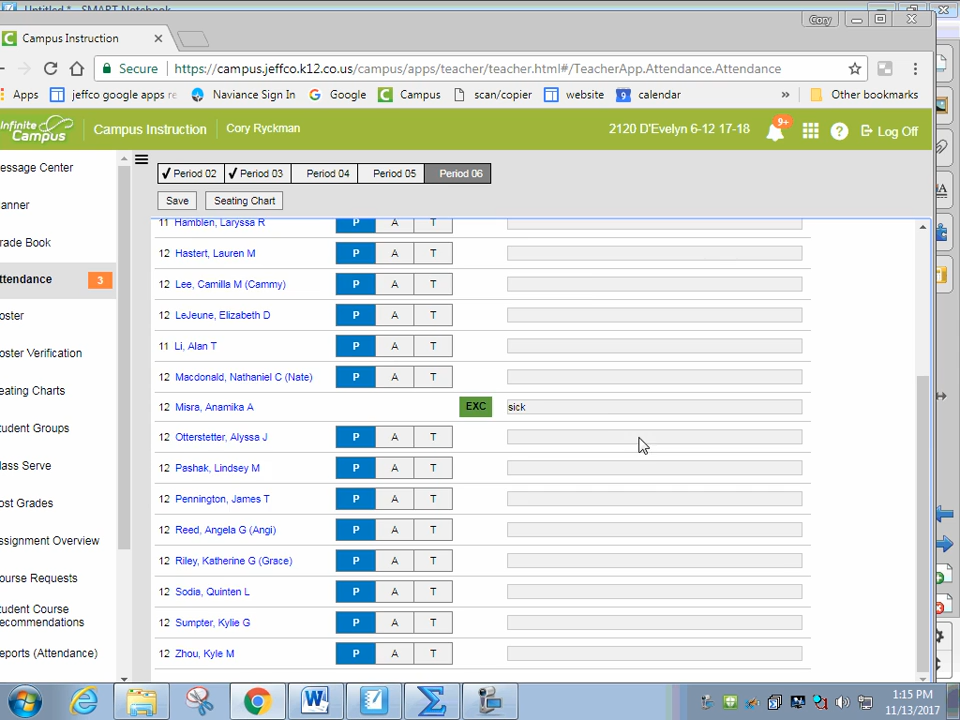 Untitled * - SMART Notebook
Cory
C Campus Instruction
Secure https://campus.jeffco.k12.co.us/campus/apps/teacher/teacher.html#/TeacherApp.Attendance.Attendance
Apps jeffco google apps re Naviance Sign In G Google C Campus scan/copier website 9 calendar » Other bookmarks
Infinite Campus Campus Instruction Cory Ryckman 2120 D'Evelyn 6-12 17-18 9+ ? Log Off
essage Center
anner
rade Book
ttendance 3
oster
oster Verification
eating Charts
tudent Groups
lass Serve
ost Grades
ssignment Overview
ourse Requests
tudent Course
ecommendations
eports (Attendance)
Period 02 Period 03 Period 04 Period 05 Period 06
Save Seating Chart
11 Hamblen, Laryssa R P A T
12 Hastert, Lauren M P A T
12 Lee, Camilla M (Cammy) P A T
12 LeJeune, Elizabeth D P A T
11 Li, Alan T P A T
12 Macdonald, Nathaniel C (Nate) P A T
12 Misra, Anamika A EXC sick
12 Otterstetter, Alyssa J P A T
12 Pashak, Lindsey M P A T
12 Pennington, James T P A T
12 Reed, Angela G (Angi) P A T
12 Riley, Katherine G (Grace) P A T
12 Sodia, Quinten L P A T
12 Sumpter, Kylie G P A T
12 Zhou, Kyle M P A T
1:15 PM
11/13/2017